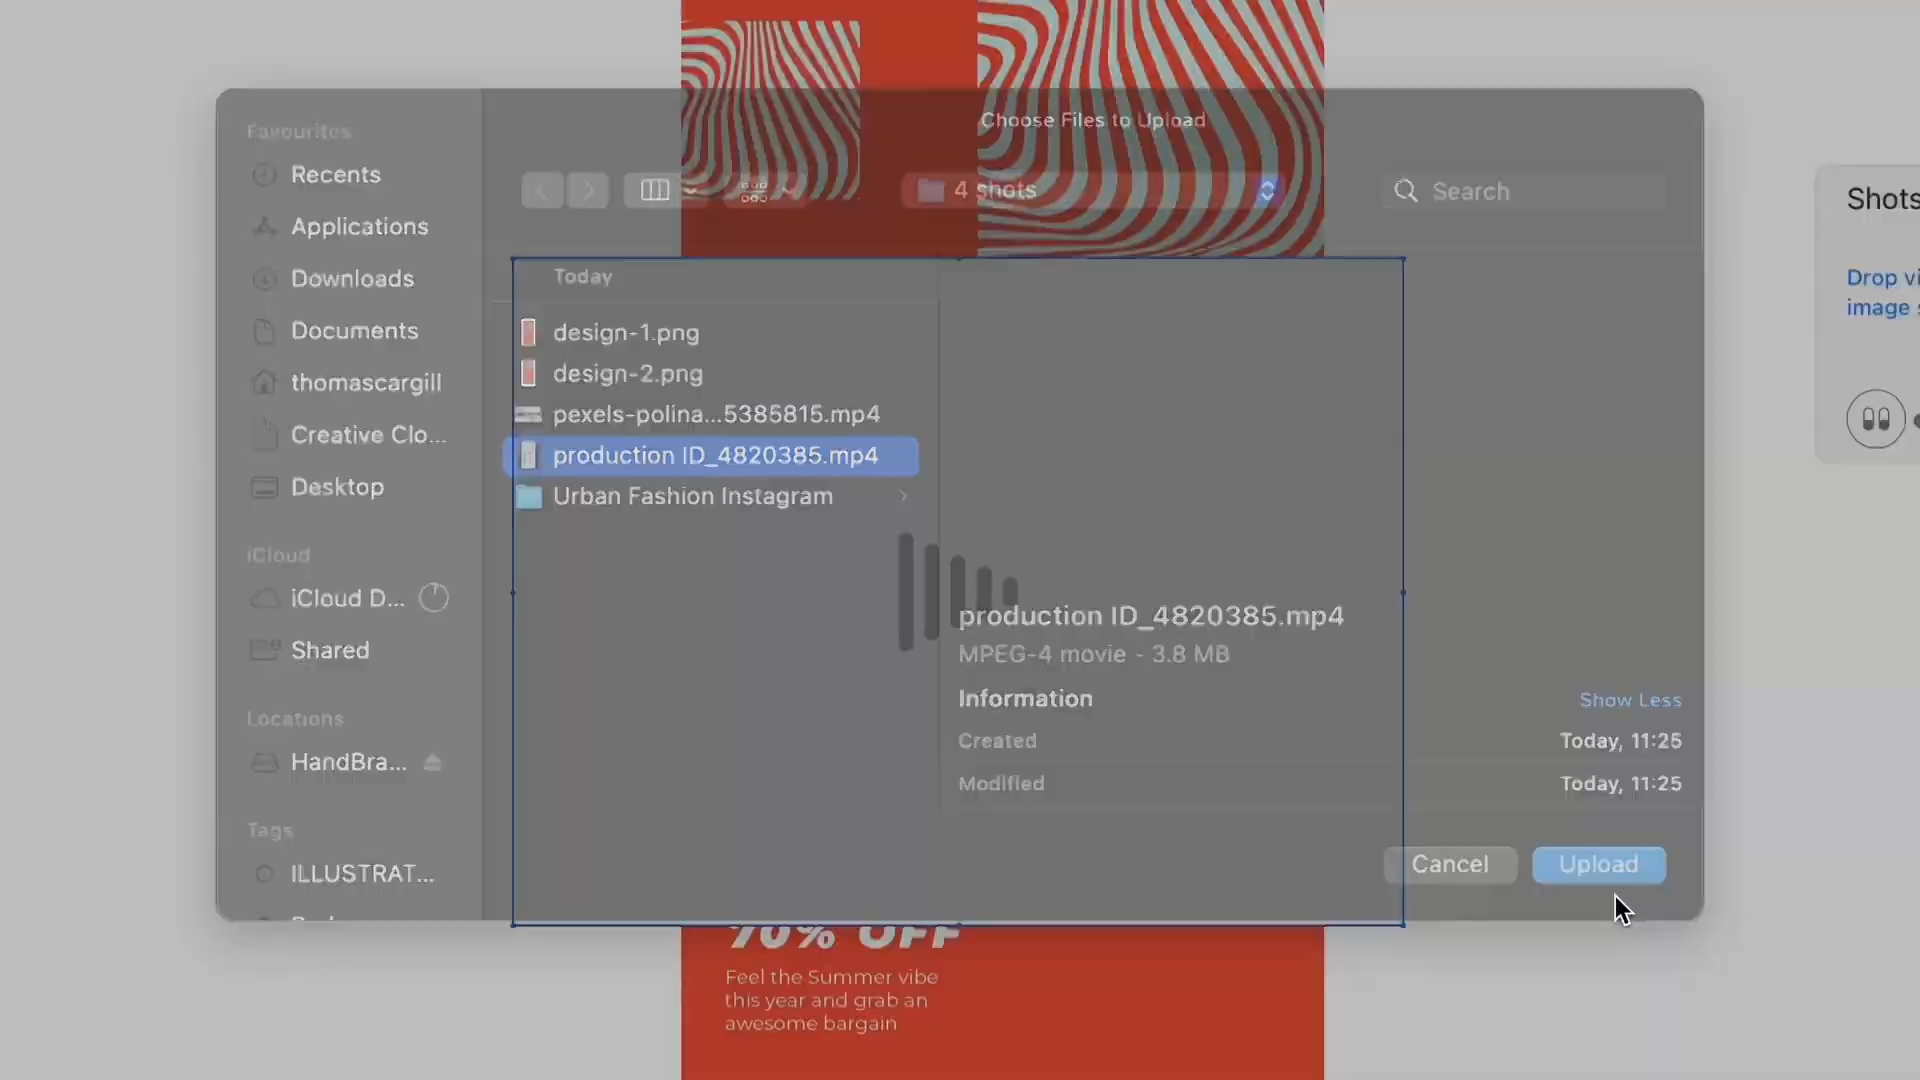 Choose Files to Upload
Favourites
Recents
Applications
Downloads
Documents
thomascargill
Creative Clo...
Desktop
iCloud
iCloud D...
Shared
Locations
HandBra...
Tags
ILLUSTRAT...
4 shots
Search
Today
design-1.png
design-2.png
pexels-polina...5385815.mp4
production ID_4820385.mp4
Urban Fashion Instagram
production ID_4820385.mp4
MPEG-4 movie - 3.8 MB
Information
Show Less
Created
Today, 11:25
Modified
Today, 11:25
Cancel
Upload
70% OFF
Feel the Summer vibe
this year and grab an
awesome bargain
Shots
Drop vi
image